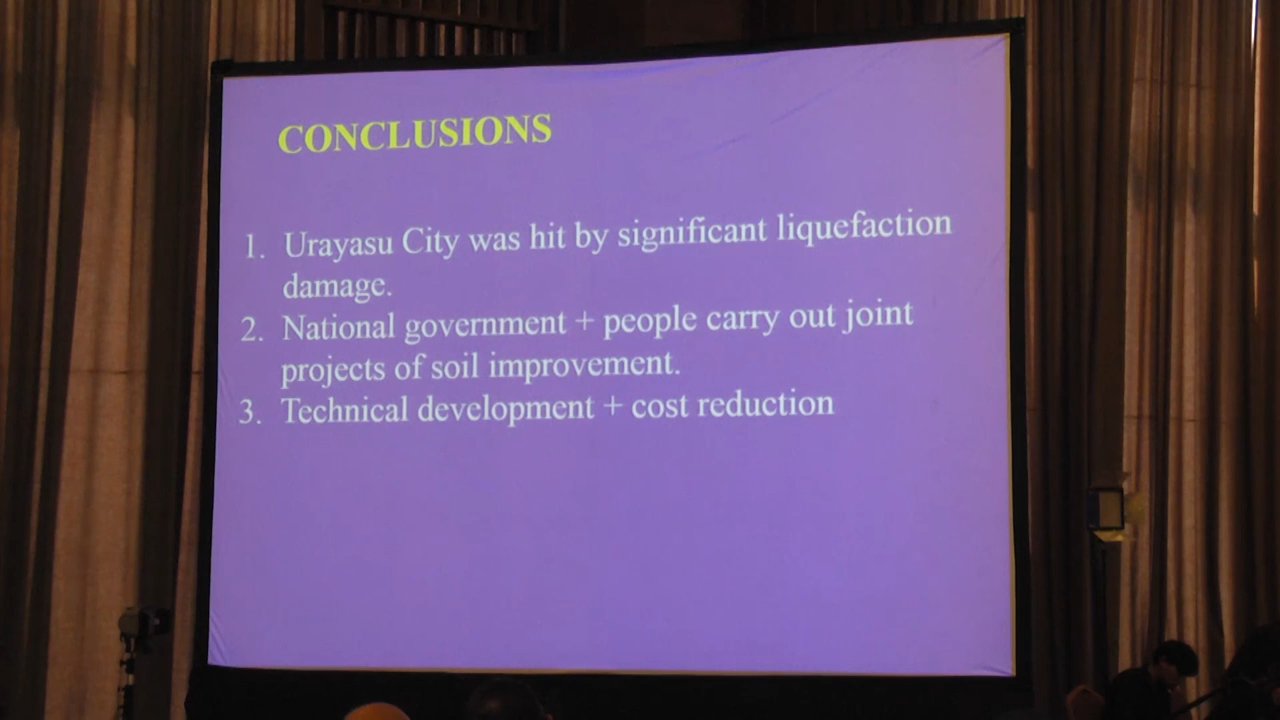 CONCLUSIONS
1. Urayasu City was hit by significant liquefaction
damage.
2. National government + people carry out joint
projects of soil improvement.
3. Technical development + cost reduction